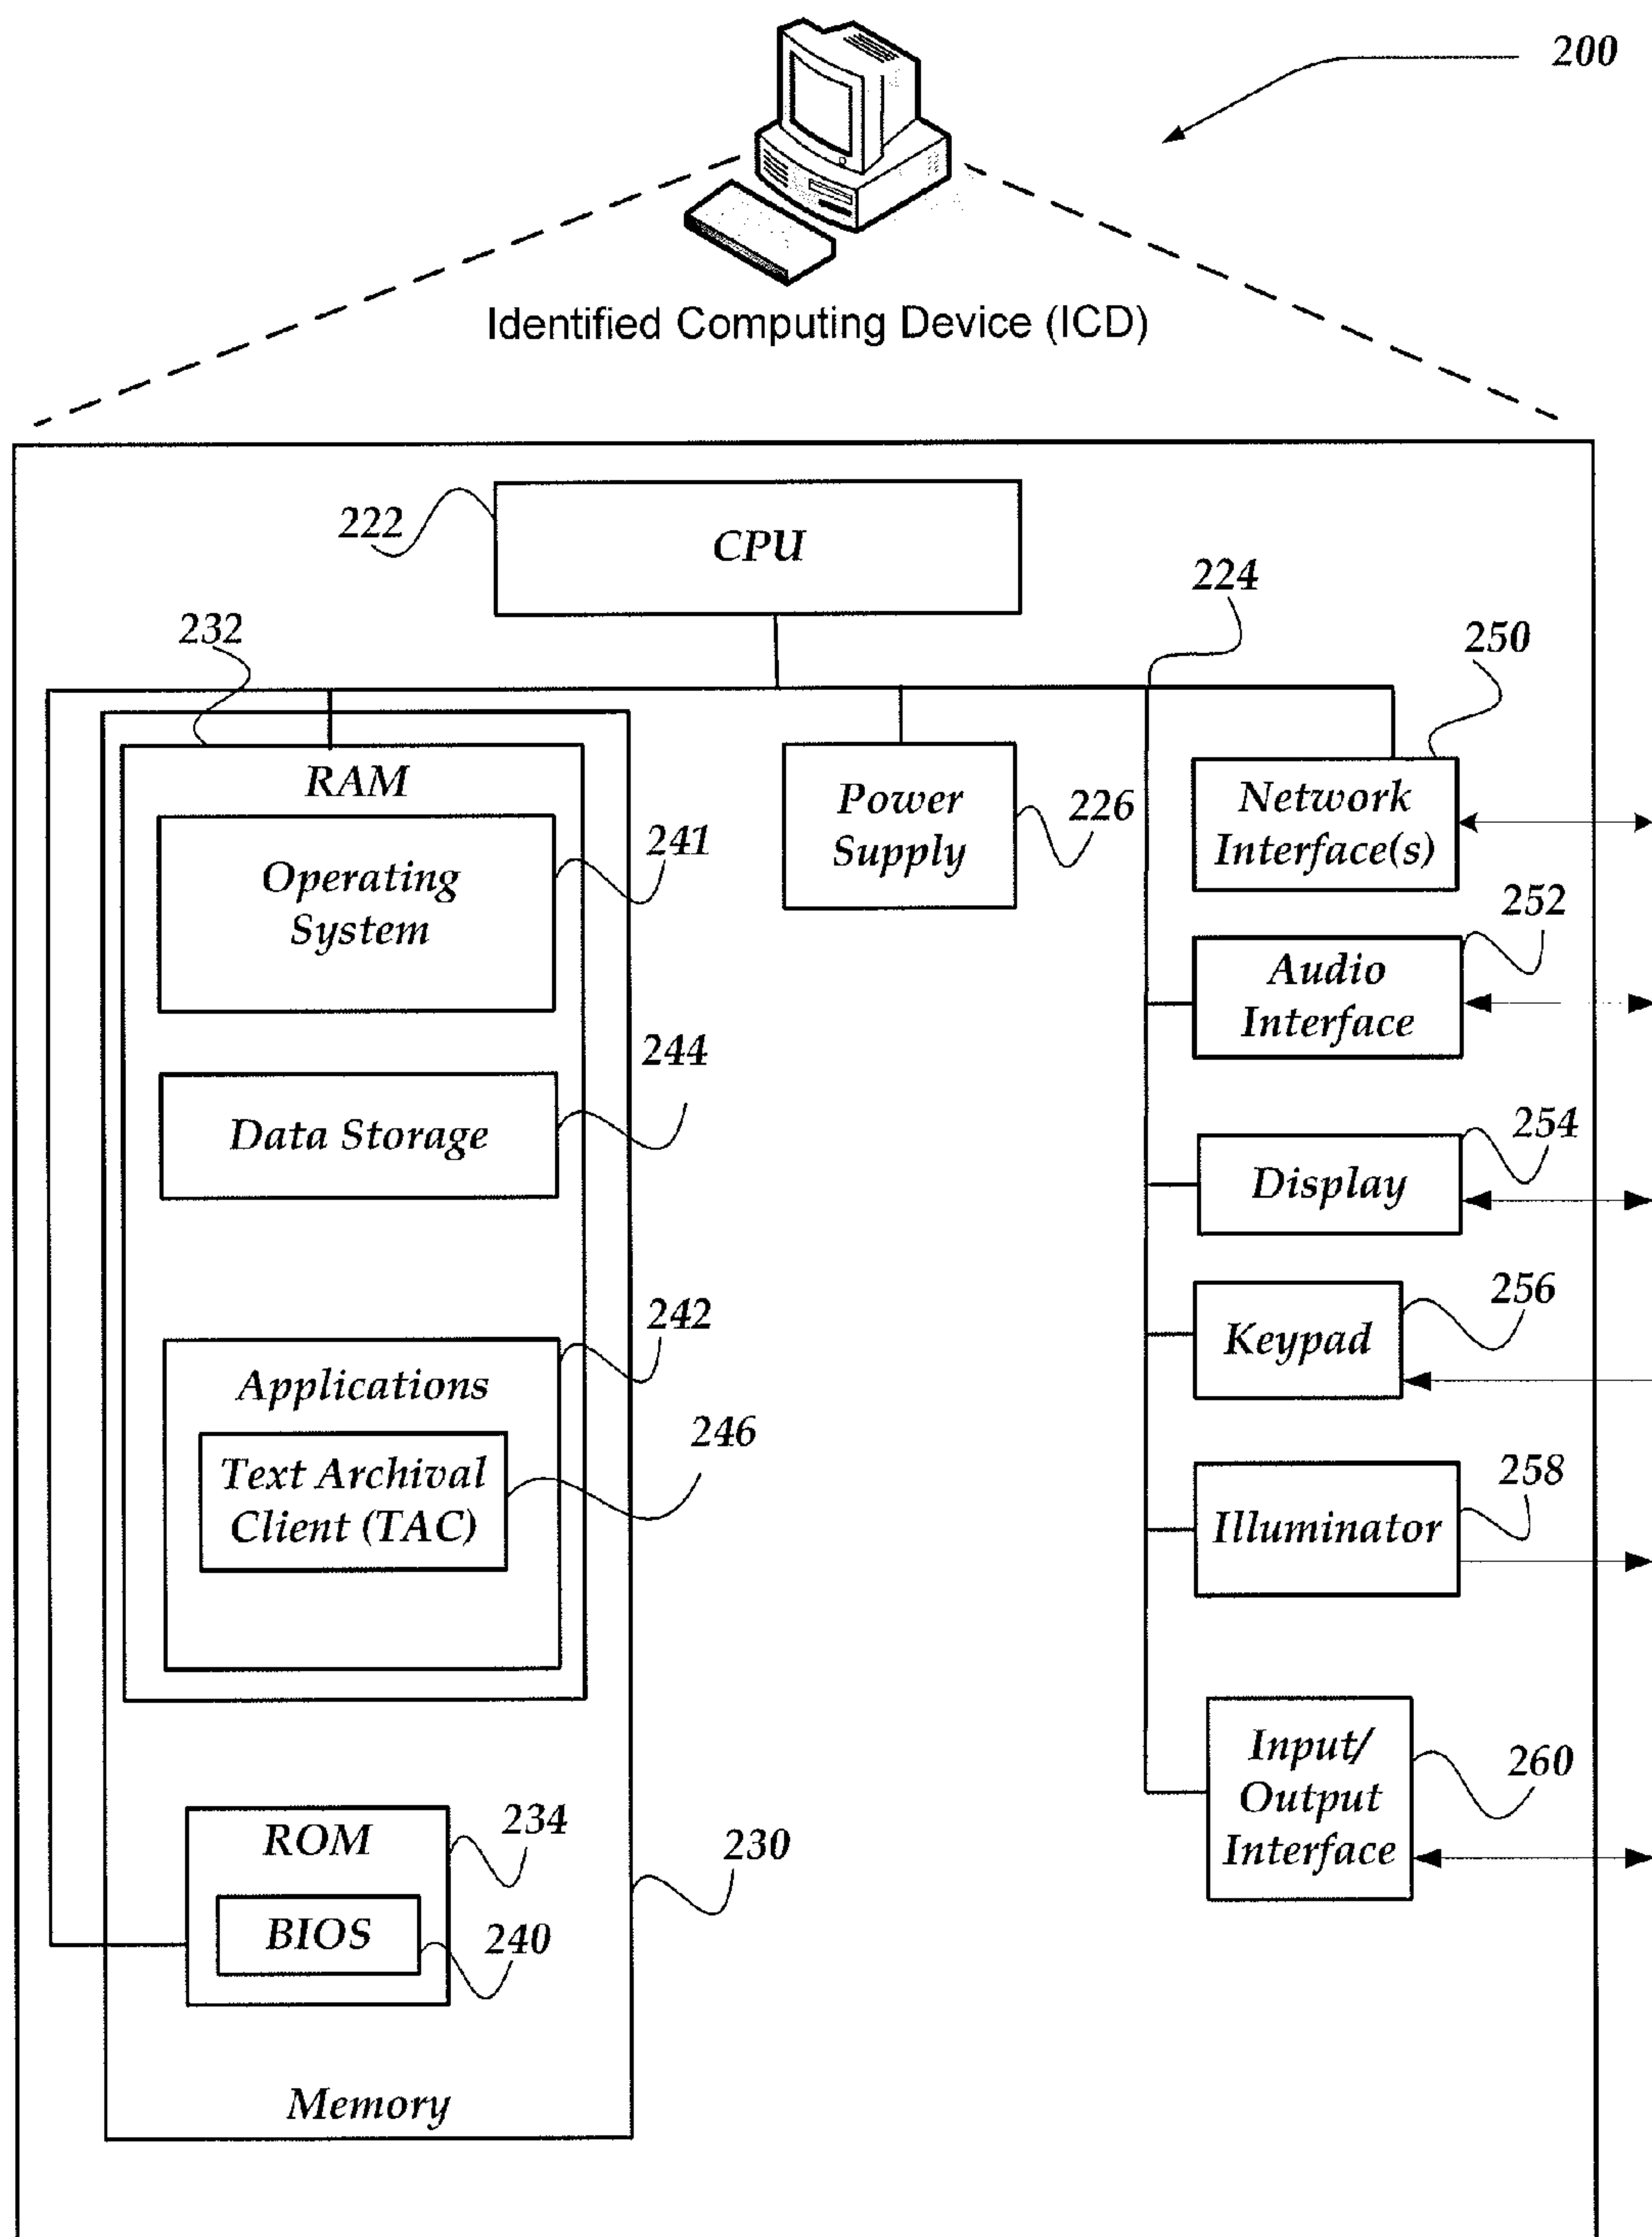 200
Identified Computing Device (ICD)
222
CPU
224
232
250
RAM
Power
Supply
226
Network
Interface(s)
Operating
System
241
252
Audio
Interface
244
Data Storage
254
Display
242
256
Keypad
Applications
246
Text Archival
Client (TAC)
258
Illuminator
260
Input/
Output
Interface
ROM
234
230
BIOS
240
Memory